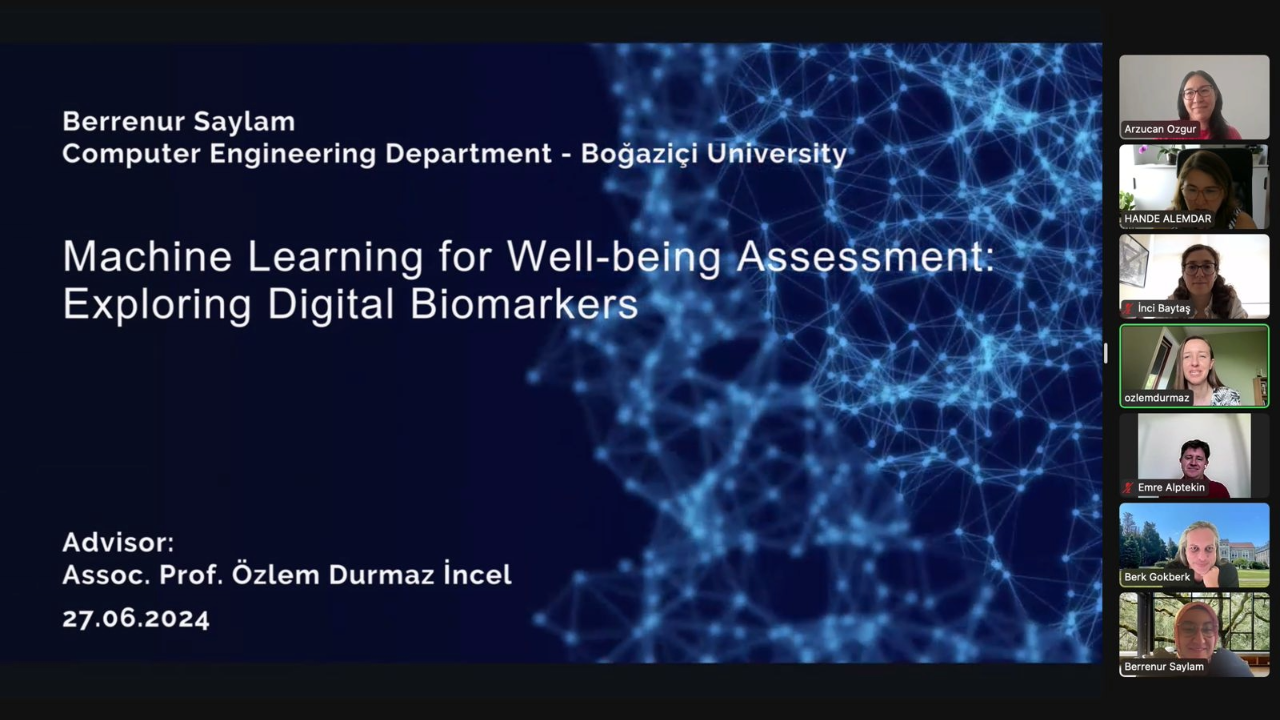 Berrenur Saylam
Computer Engineering Department - Boğaziçi University
Machine Learning for Well-being Assessment:
Exploring Digital Biomarkers
Advisor:
Assoc. Prof. Özlem Durmaz İncel
27.06.2024
Arzucan Ozgur
HANDE ALEMDAR
İnci Baytaş
ozlemdurmaz
Emre Alptekin
Berk Gokberk
Berrenur Saylam